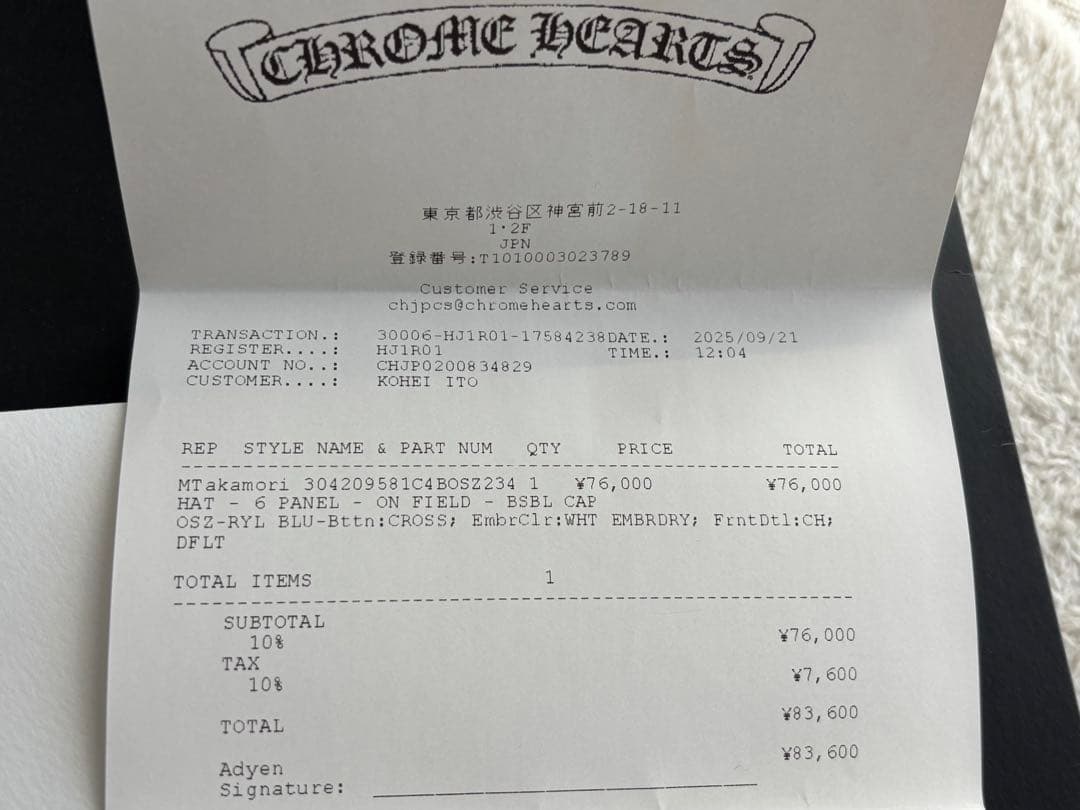 CHROME HEARTS
東京都渋谷区神宮前2-18-11
1・2F
JPN
登録番号:T1010003023789
Customer Service
chjpcs@chromehearts.com
TRANSACTION.: 30006-HJ1R01-17584238DATE.: 2025/09/21
REGISTER....: HJ1R01 TIME.: 12:04
ACCOUNT NO..: CHJP0200834829
CUSTOMER....: KOHEI ITO
REP STYLE NAME & PART NUM QTY PRICE TOTAL
MTakamori 304209581C4BOSZ234 1 ¥76,000 ¥76,000
HAT - 6 PANEL - ON FIELD - BSBL CAP
OSZ-RYL BLU-Bttn:CROSS; EmbrClr:WHT EMBRDRY; FrntDtl:CH;
DFLT
TOTAL ITEMS 1
SUBTOTAL
10% ¥76,000
TAX
10% ¥7,600
TOTAL ¥83,600
Adyen ¥83,600
Signature: